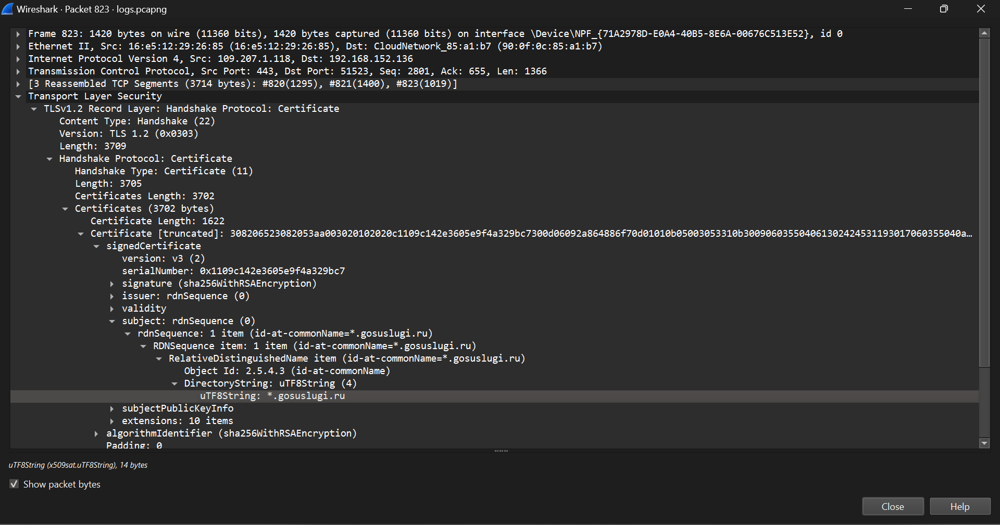 Wireshark · Packet 823 · logs.pcapng
Frame 823: 1420 bytes on wire (11360 bits), 1420 bytes captured (11360 bits) on interface \Device\NPF_{71A2978D-E0A4-40B5-8E6A-00676C513E52}, id 0
Ethernet II, Src: 16:e5:12:29:26:85 (16:e5:12:29:26:85), Dst: CloudNetwork_85:a1:b7 (90:0f:0c:85:a1:b7)
Internet Protocol Version 4, Src: 109.207.1.118, Dst: 192.168.152.136
Transmission Control Protocol, Src Port: 443, Dst Port: 51523, Seq: 2801, Ack: 655, Len: 1366
[3 Reassembled TCP Segments (3714 bytes): #820(1295), #821(1400), #823(1019)]
Transport Layer Security
TLSv1.2 Record Layer: Handshake Protocol: Certificate
Content Type: Handshake (22)
Version: TLS 1.2 (0x0303)
Length: 3709
Handshake Protocol: Certificate
Handshake Type: Certificate (11)
Length: 3705
Certificates Length: 3702
Certificates (3702 bytes)
Certificate Length: 1622
Certificate [truncated]: 308206523082053aa003020102020c1109c142e3605e9f4a329bc7300d06092a864886f70d01010b05003053310b300906035504061302424531193017060355040a…
signedCertificate
version: v3 (2)
serialNumber: 0x1109c142e3605e9f4a329bc7
signature (sha256WithRSAEncryption)
issuer: rdnSequence (0)
validity
subject: rdnSequence (0)
rdnSequence: 1 item (id-at-commonName=*.gosuslugi.ru)
RDNSequence item: 1 item (id-at-commonName=*.gosuslugi.ru)
RelativeDistinguishedName item (id-at-commonName=*.gosuslugi.ru)
Object Id: 2.5.4.3 (id-at-commonName)
DirectoryString: uTF8String (4)
uTF8String: *.gosuslugi.ru
subjectPublicKeyInfo
extensions: 10 items
algorithmIdentifier (sha256WithRSAEncryption)
Padding: 0
uTF8String (x509sat.uTF8String), 14 bytes
Show packet bytes
Close
Help